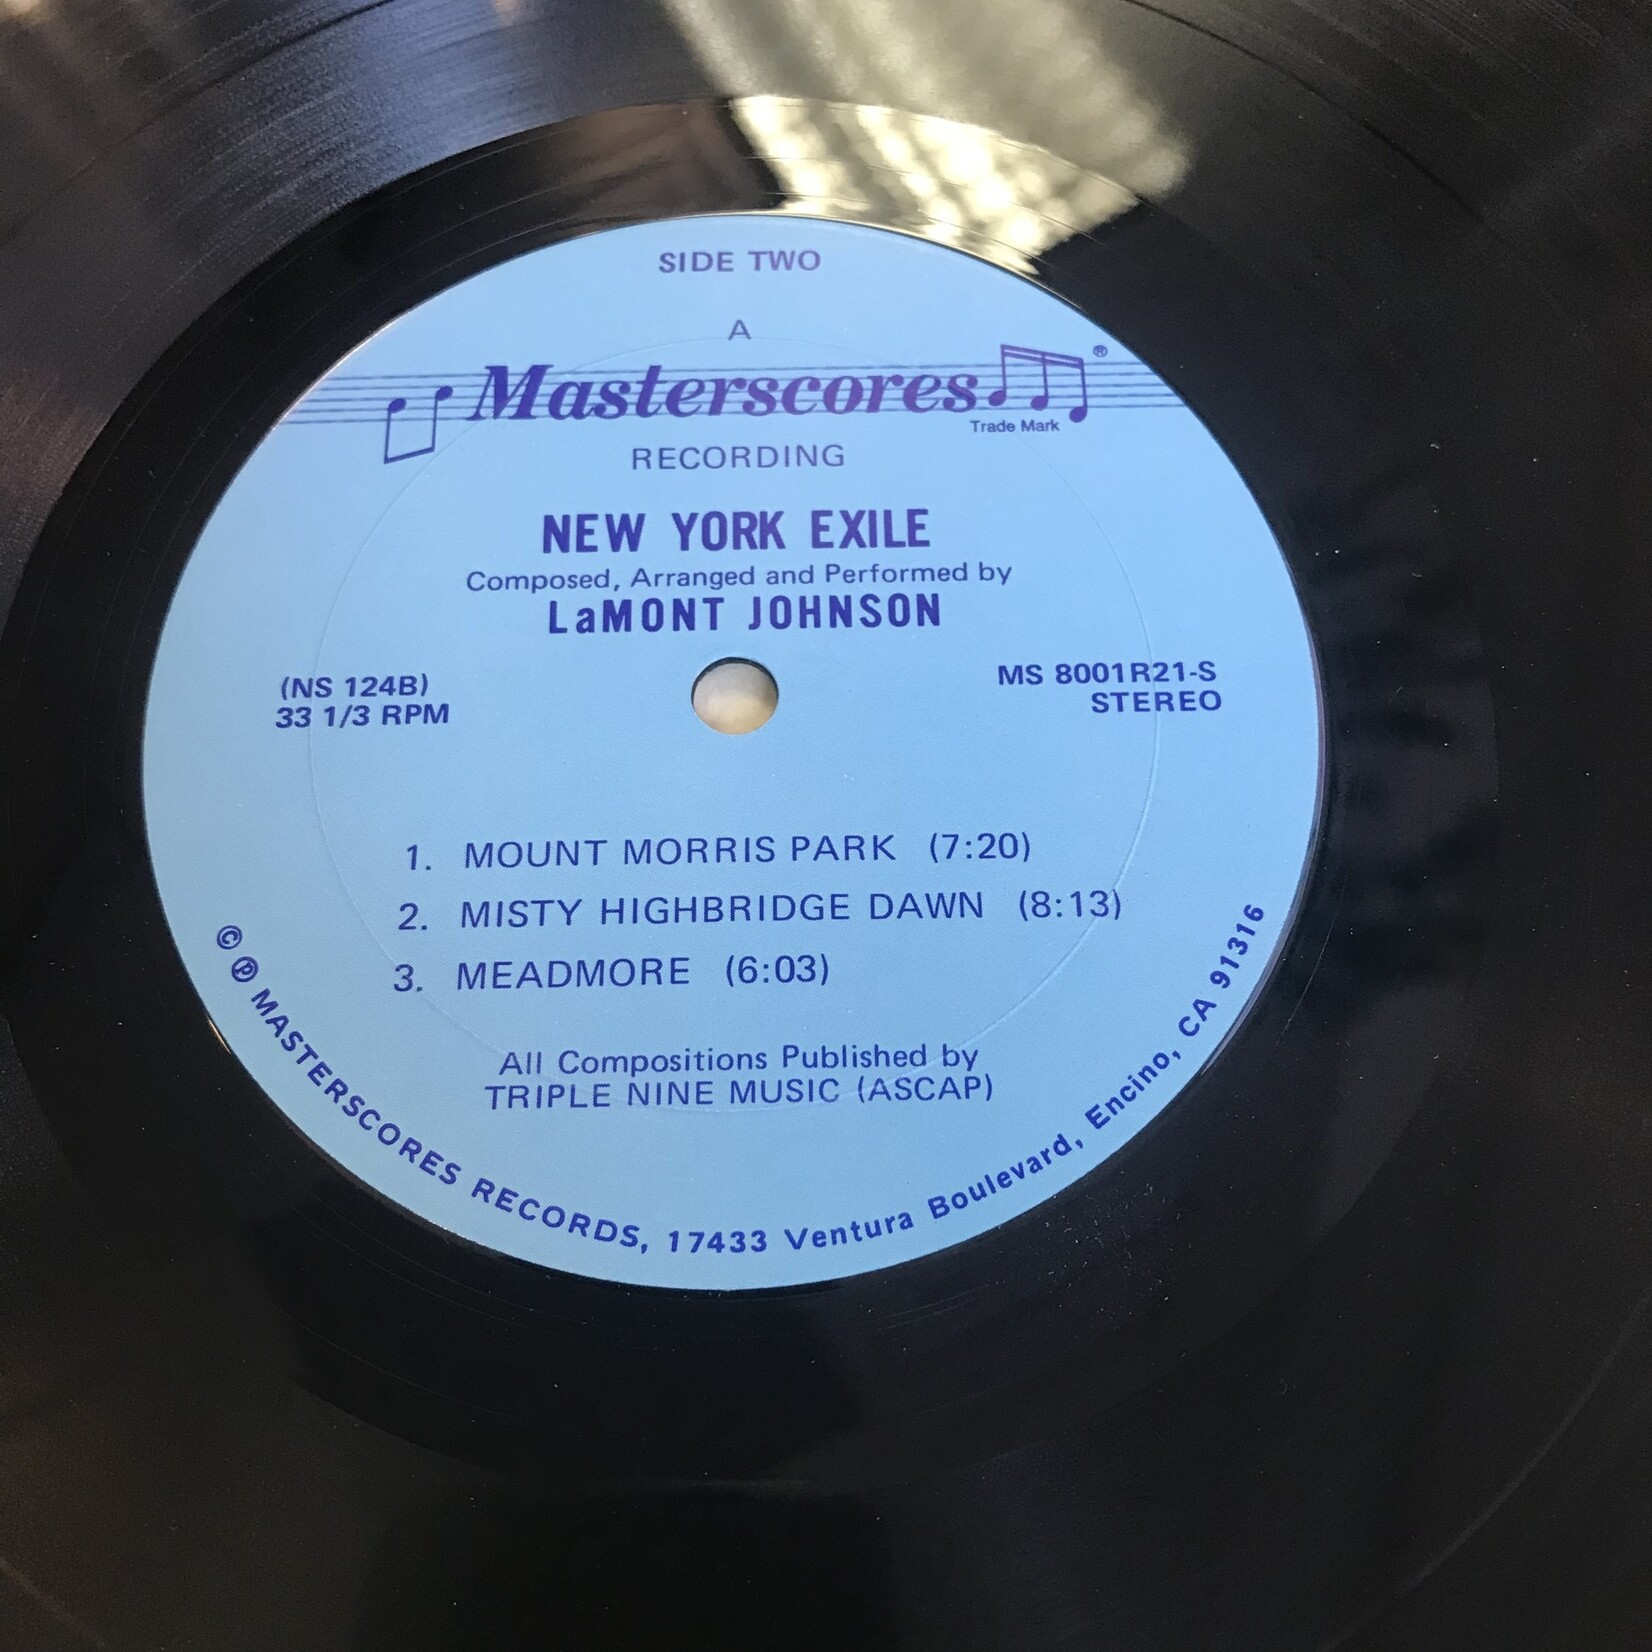 SIDE TWO
A
Masterscores®
Trade Mark
RECORDING
NEW YORK EXILE
Composed, Arranged and Performed by
LaMONT JOHNSON
(NS 124B)
33 1/3 RPM
MS 8001R21-S
STEREO
1. MOUNT MORRIS PARK (7:20)
2. MISTY HIGHBRIDGE DAWN (8:13)
3. MEADMORE (6:03)
All Compositions Published by
TRIPLE NINE MUSIC (ASCAP)
© ℗ MASTERSCORES RECORDS, 17433 Ventura Boulevard, Encino, CA 91316